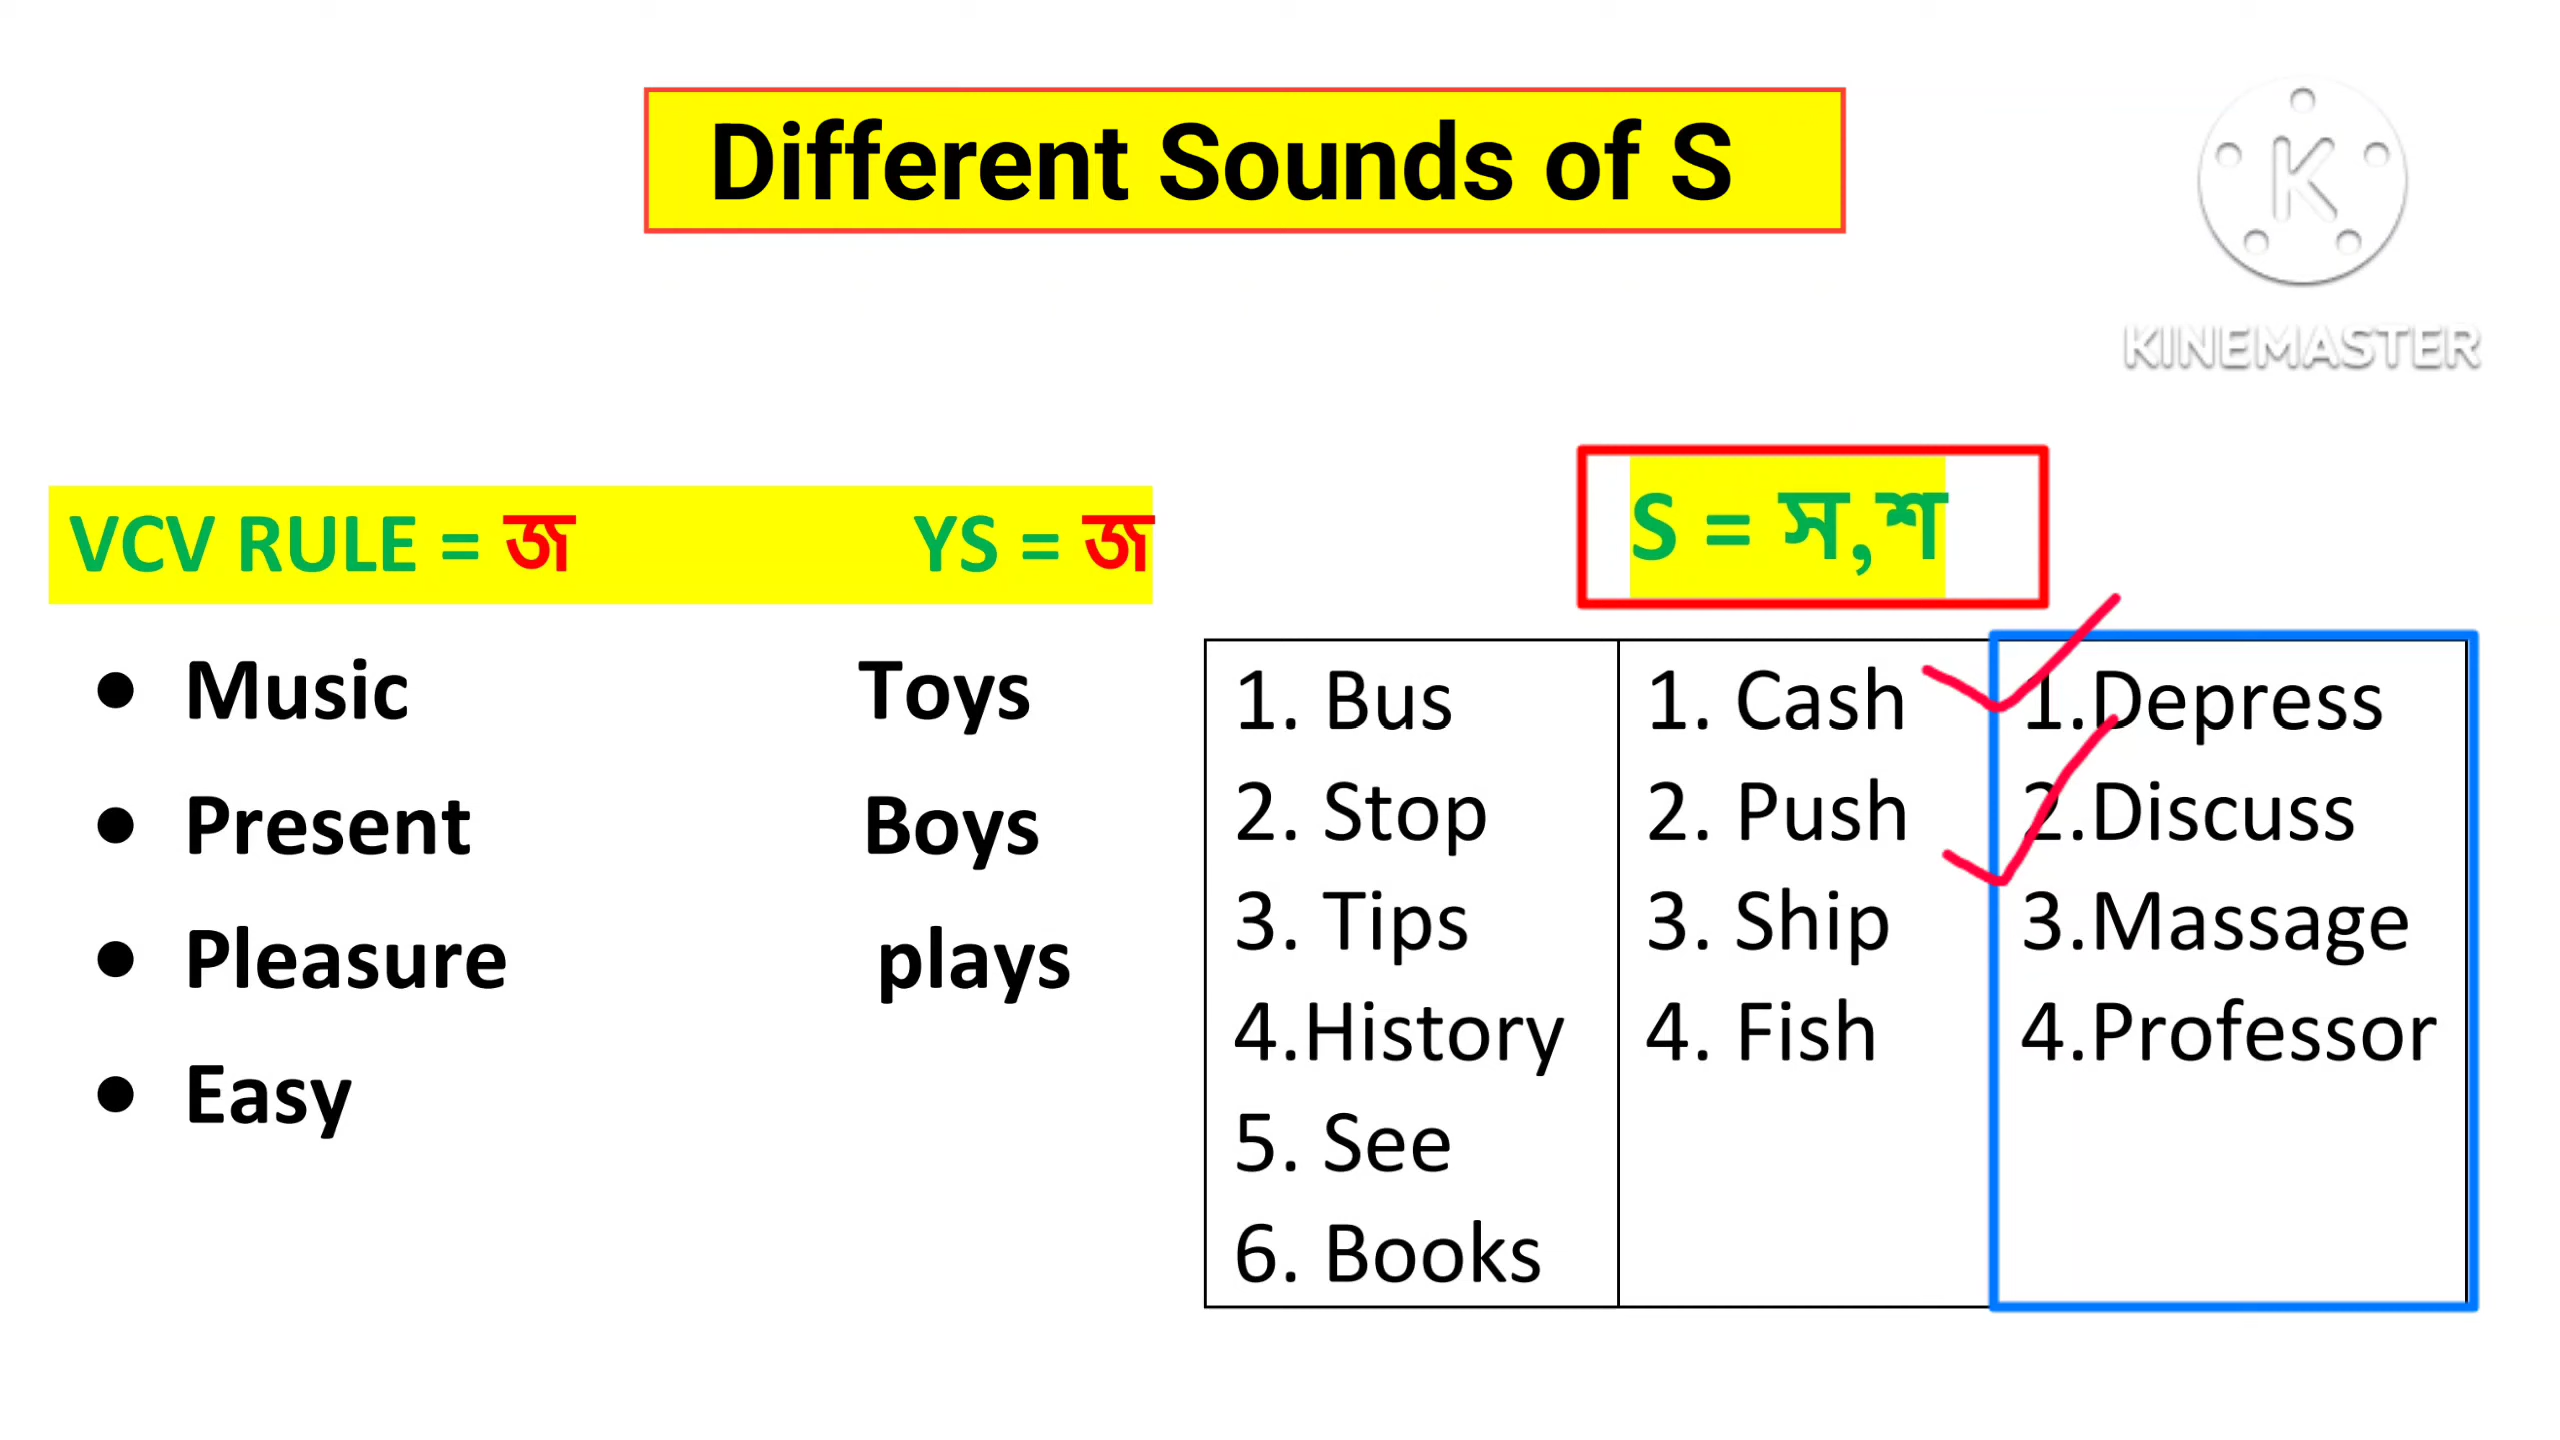 Different Sounds of S
K
KINEMASTER
VCV RULE = জ YS = জ
• Music Toys
• Present Boys
• Pleasure plays
• Easy
S = স,শ
1. Bus
2. Stop
3. Tips
4.History
5. See
6. Books
1. Cash
2. Push
3. Ship
4. Fish
1.Depress
2.Discuss
3.Massage
4.Professor